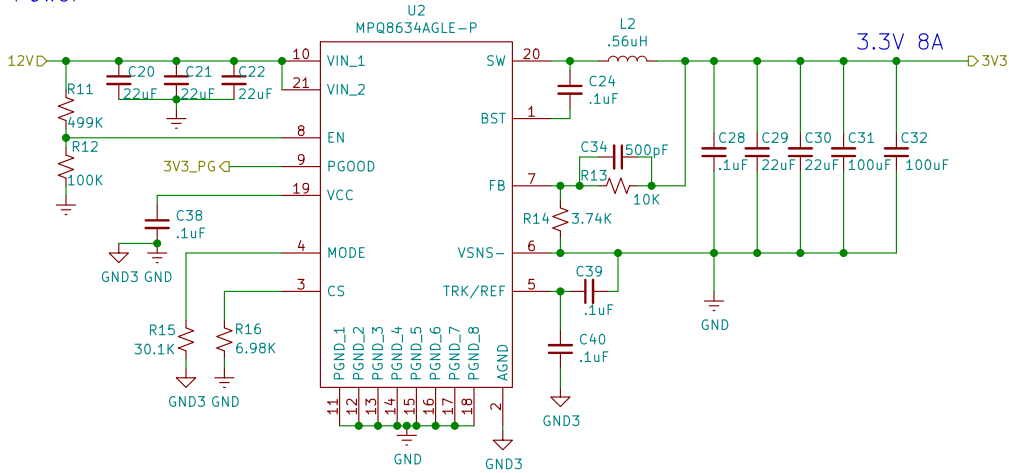 U2
MPQ8634AGLE-P
L2
.56uH
3.3V 8A
12V
10
VIN_1
SW
20
3V3
C20
C21
C22
C24
22uF
22uF
22uF
21
VIN_2
.1uF
R11
499K
BST
1
8
EN
R12
C28
C29
C30
C31
C32
C34
500pF
3V3_PG
9
PGOOD
.1uF
22uF
22uF
100uF
100uF
100K
R13
FB
7
19
VCC
10K
C38
R14
3.74K
.1uF
4
MODE
VSNS-
6
GND3
GND
C39
3
CS
TRK/REF
5
.1uF
GND
R15
R16
30.1K
6.98K
C40
.1uF
PGND_1
PGND_2
PGND_3
PGND_4
PGND_5
PGND_6
PGND_7
PGND_8
AGND
GND3
GND
GND3
11
12
13
14
15
16
17
18
2
GND
GND3